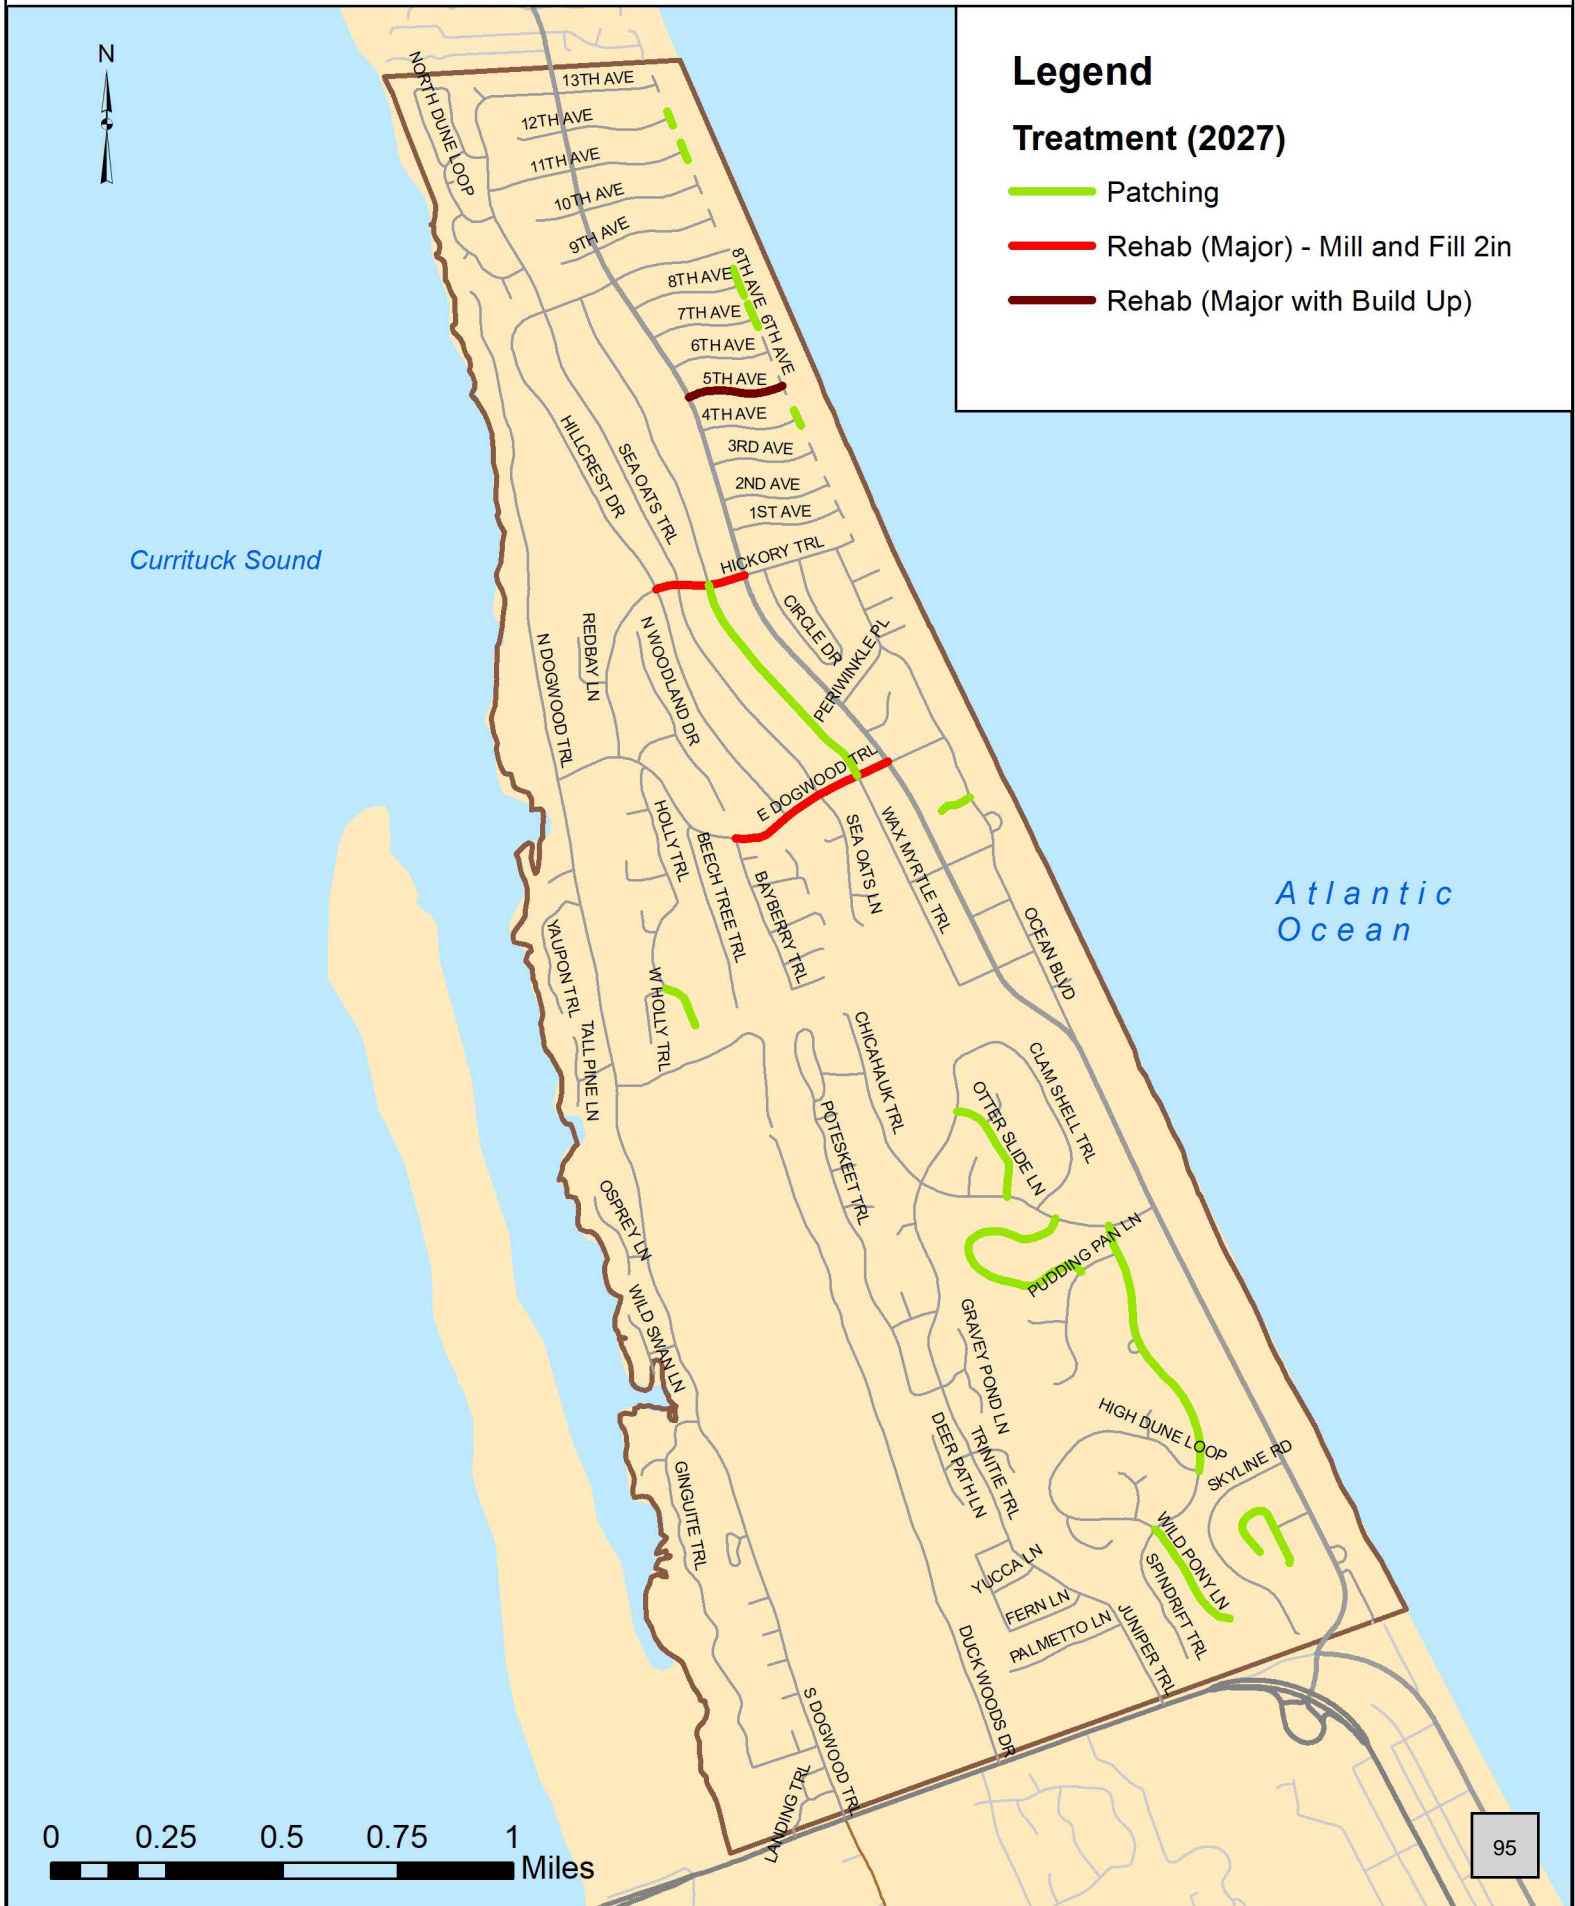 N
Legend
Treatment (2027)
Patching
Rehab (Major) - Mill and Fill 2in
Rehab (Major with Build Up)
NORTH DUNE LOOP
13TH AVE
12TH AVE
11TH AVE
10TH AVE
9TH AVE
8TH AVE
8TH AVE
7TH AVE
6TH AVE
6TH AVE
5TH AVE
4TH AVE
3RD AVE
2ND AVE
1ST AVE
HILLCREST DR
SEA OATS TRL
HICKORY TRL
Currituck Sound
CIRCLE DR
PERIWINKLE PL
REDBAY LN
N WOODLAND DR
N DOGWOOD TRL
E DOGWOOD TRL
HOLLY TRL
BEECH TREE TRL
BAYBERRY TRL
SEA OATS LN
WAX MYRTLE TRL
Atlantic
Ocean
OCEAN BLVD
YAUPON TRL
W HOLLY TRL
TALL PINE LN
CHICAHAUK TRL
CLAM SHELL TRL
OTTER SLIDE LN
POTESKEET TRL
OSPREY LN
PUDDING PAN LN
WILD SWAN LN
GRAVEY POND LN
HIGH DUNE LOOP
SKYLINE RD
DEER PATH LN
TRINITIE TRL
GINGUITE TRL
WILD PONY LN
SPINDRIFT TRL
YUCCA LN
FERN LN
PALMETTO LN
JUNIPER TRL
DUCK WOODS DR
S DOGWOOD TRL
LANDING TRL
0 0.25 0.5 0.75 1
Miles
95